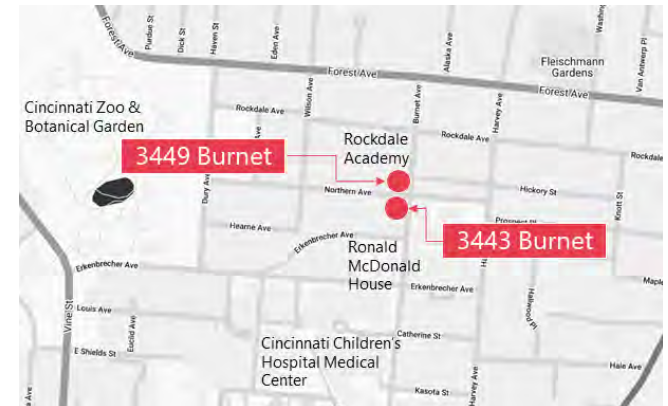 Forest Ave
Purdue St
Dick St
Haven St
Eden Ave
Alaska Ave
Washing
Van Antwerp Pl
Forest Ave
Fleischmann
Gardens
Forest Ave
Cincinnati Zoo &
Botanical Garden
Rockdale Ave
Wilson Ave
Burnet Ave
Harvey Ave
Rockdale
Academy
Rockdale Ave
Rockdale
3449 Burnet
Ave
Dury Ave
Northern Ave
Hickory St
Knott St
Hearne Ave
Erkenbrecher Ave
Prospect Pl
3443 Burnet
Ronald
McDonald
House
Erkenbrecher Ave
Erkenbrecher Ave
Maple
Vine St
Louis Ave
Euclid Ave
E Shields St
Catherine St
Cincinnati Children's
Hospital Medical
Center
Hale Ave
Kasota St
Harvey Ave
Ave